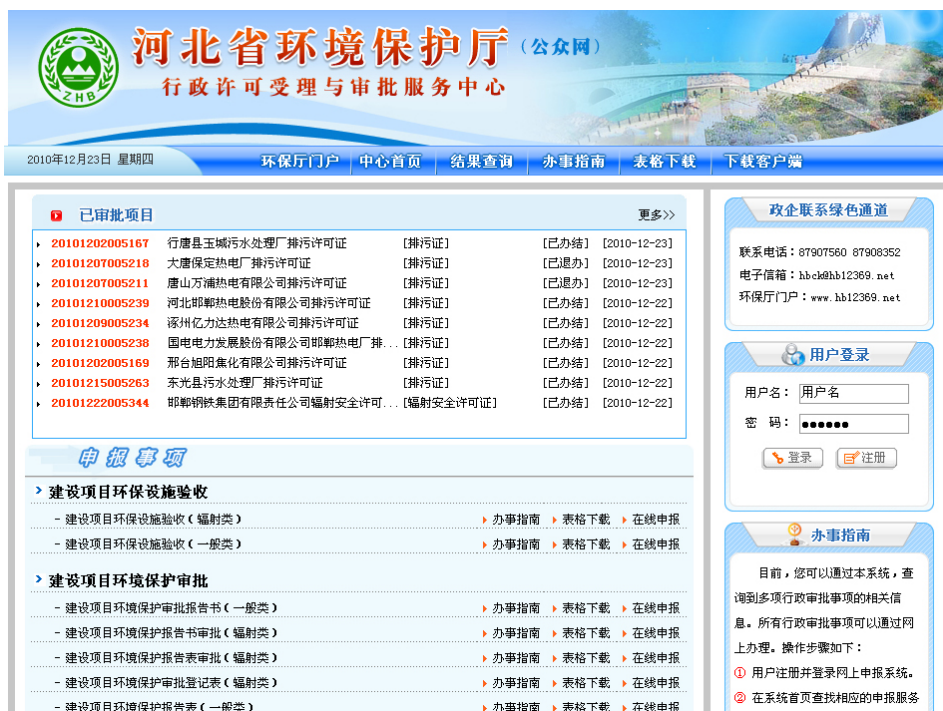 河北省环境保护厅（公众网）
行政许可受理与审批服务中心
ZHB
2010年12月23日 星期四
环保厅门户 中心首页 结果查询 办事指南 表格下载 下载客户端
已审批项目 更多>>
20101202005167 行唐县玉城污水处理厂排污许可证 [排污证] [已办结] [2010-12-23]
20101207005218 大唐保定热电厂排污许可证 [排污证] [已退办] [2010-12-23]
20101207005211 唐山万浦热电有限公司排污许可证 [排污证] [已退办] [2010-12-23]
20101210005239 河北邯郸热电股份有限公司排污许可证 [排污证] [已办结] [2010-12-22]
20101209005234 涿州亿力达热电有限公司排污许可证 [排污证] [已办结] [2010-12-22]
20101210005238 国电电力发展股份有限公司邯郸热电厂排... [排污证] [已办结] [2010-12-22]
20101202005169 邢台旭阳焦化有限公司排污许可证 [排污证] [已办结] [2010-12-22]
20101215005263 东光县污水处理厂排污许可证 [排污证] [已办结] [2010-12-22]
20101222005344 邯郸钢铁集团有限责任公司辐射安全许可... [辐射安全许可证] [已办结] [2010-12-22]
申报事项
建设项目环保设施验收
- 建设项目环保设施验收（辐射类） 办事指南 表格下载 在线申报
- 建设项目环保设施验收（一般类） 办事指南 表格下载 在线申报
建设项目环境保护审批
- 建设项目环境保护审批报告书（一般类） 办事指南 表格下载 在线申报
- 建设项目环境保护报告书审批（辐射类） 办事指南 表格下载 在线申报
- 建设项目环境保护报告表审批（辐射类） 办事指南 表格下载 在线申报
- 建设项目环境保护审批登记表（辐射类） 办事指南 表格下载 在线申报
- 建设项目环境保护报告表（一般类） 办事指南 表格下载 在线申报
政企联系绿色通道
联系电话：87907560 87908352
电子信箱：hbck@hb12369.net
环保厅门户：www.hb12369.net
用户登录
用户名： 用户名
密 码： ●●●●●●
登录 注册
办事指南
目前，您可以通过本系统，查
询到多项行政审批事项的相关信
息。所有行政审批事项可以通过网
上办理。操作步骤如下：
① 用户注册并登录网上申报系统。
② 在系统首页查找相应的申报服务